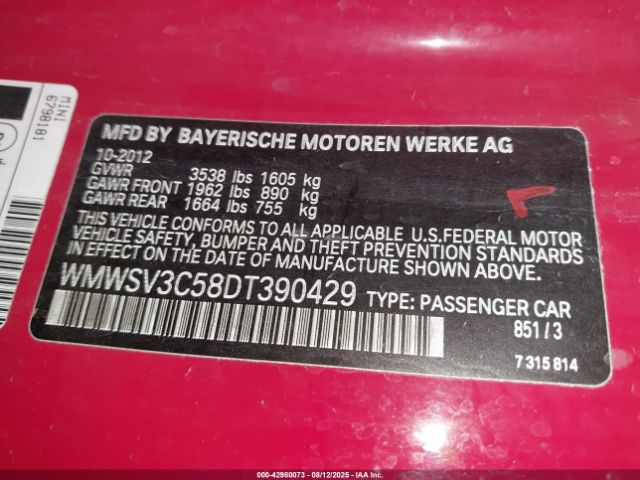 MINI
6798181
s.
MFD BY BAYERISCHE MOTOREN WERKE AG
10-2012
GVWR 3538 lbs 1605 kg
GAWR FRONT 1962 lbs 890 kg
GAWR REAR 1664 lbs 755 kg
THIS VEHICLE CONFORMS TO ALL APPLICABLE U.S.FEDERAL MOTOR
VEHICLE SAFETY, BUMPER AND THEFT PREVENTION STANDARDS
IN EFFECT ON THE DATE OF MANUFACTURE SHOWN ABOVE.
WMWSV3C58DT390429 TYPE: PASSENGER CAR
851/3
7 315 814
000-42980073 - 08/12/2025 - IAA Inc.